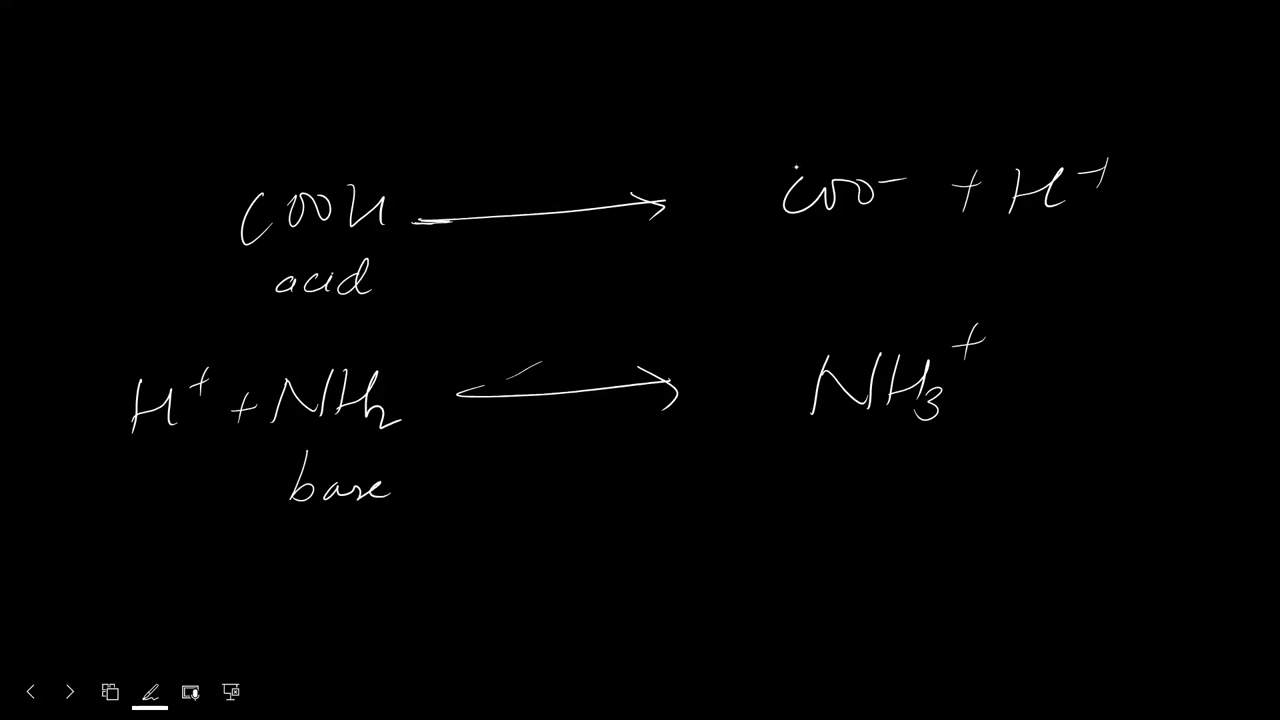 COOH → COO⁻ + H⁺
acid
H⁺ + NH₂ ⟷ NH₃⁺
base